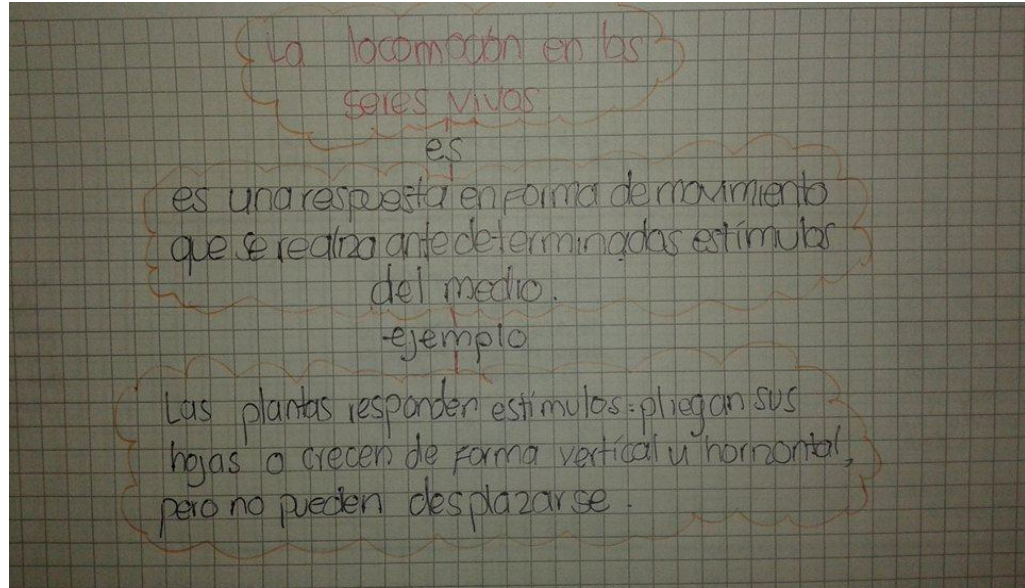 La locomoción en los
seres vivos
es
es una respuesta en forma de movimiento
que se realiza ante determinadas estímulos
del medio.
ejemplo
Las plantas responden estímulos: pliegan sus
hojas o crecen de forma vertical u horizontal,
pero no pueden desplazarse.